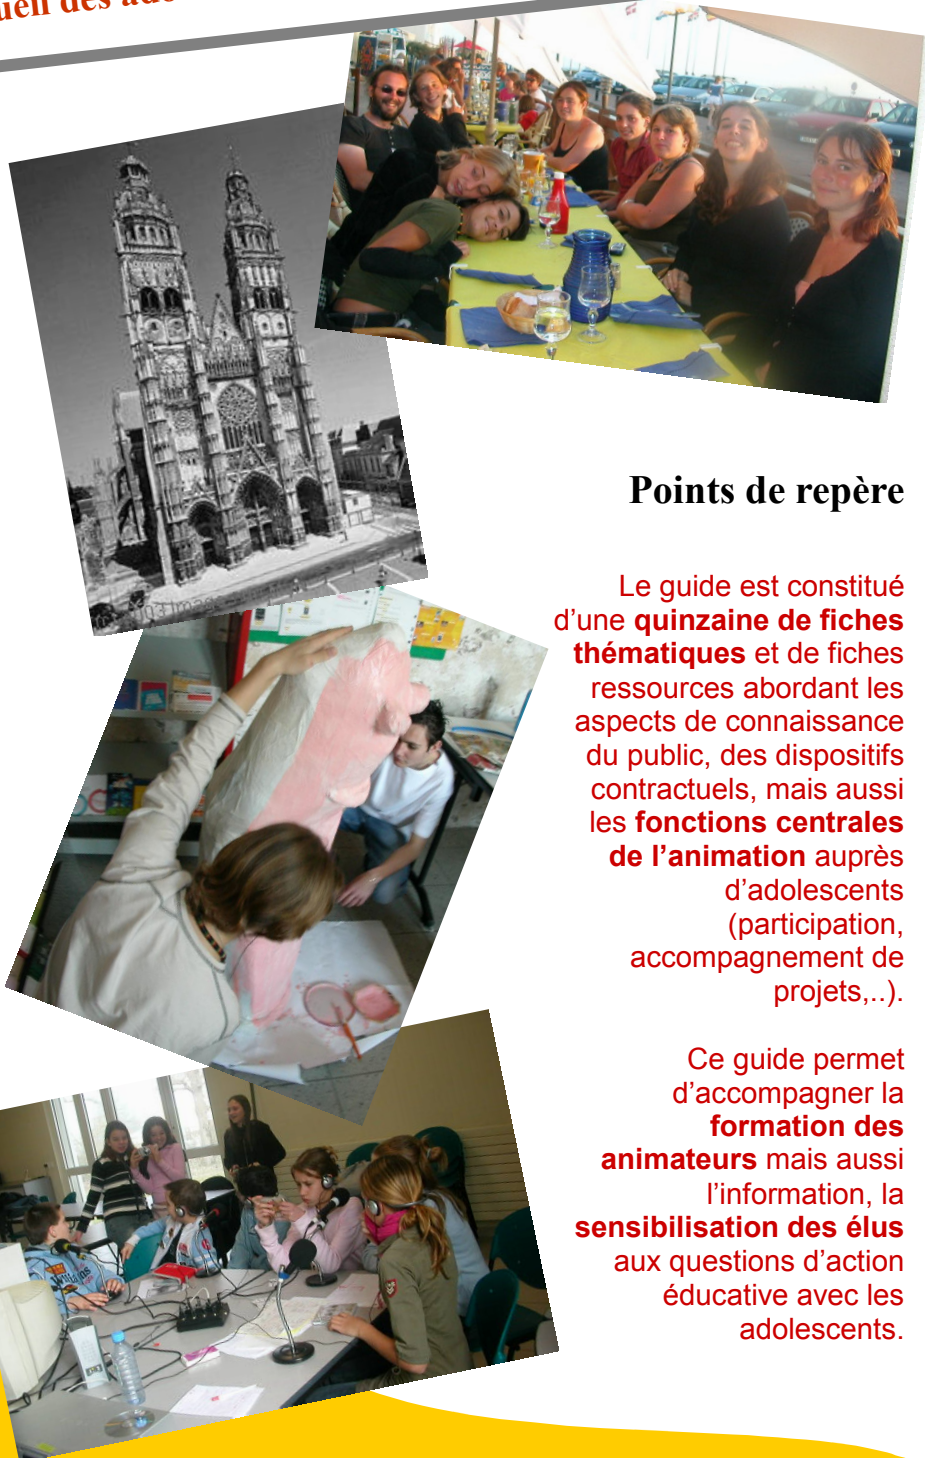 des ado
Points de repère
Le guide est constitué
d’une quinzaine de fiches
thématiques et de fiches
ressources abordant les
aspects de connaissance
du public, des dispositifs
contractuels, mais aussi
les fonctions centrales
de l’animation auprès
d’adolescents
(participation,
accompagnement de
projets,..).
Ce guide permet
d’accompagner la
formation des
animateurs mais aussi
l’information, la
sensibilisation des élus
aux questions d’action
éducative avec les
adolescents.